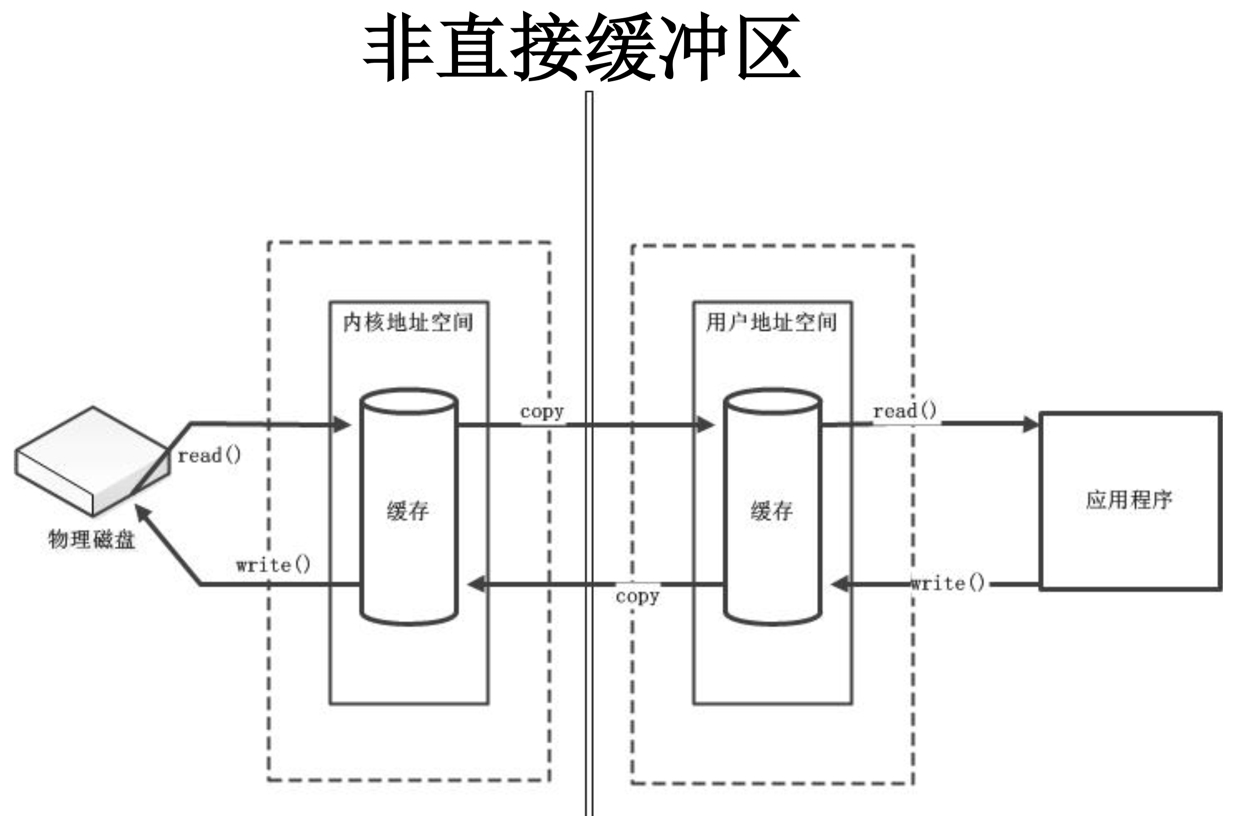 非直接缓冲区
内核地址空间
用户地址空间
copy
read()
read()
缓存
缓存
应用程序
物理磁盘
write()
copy
write()